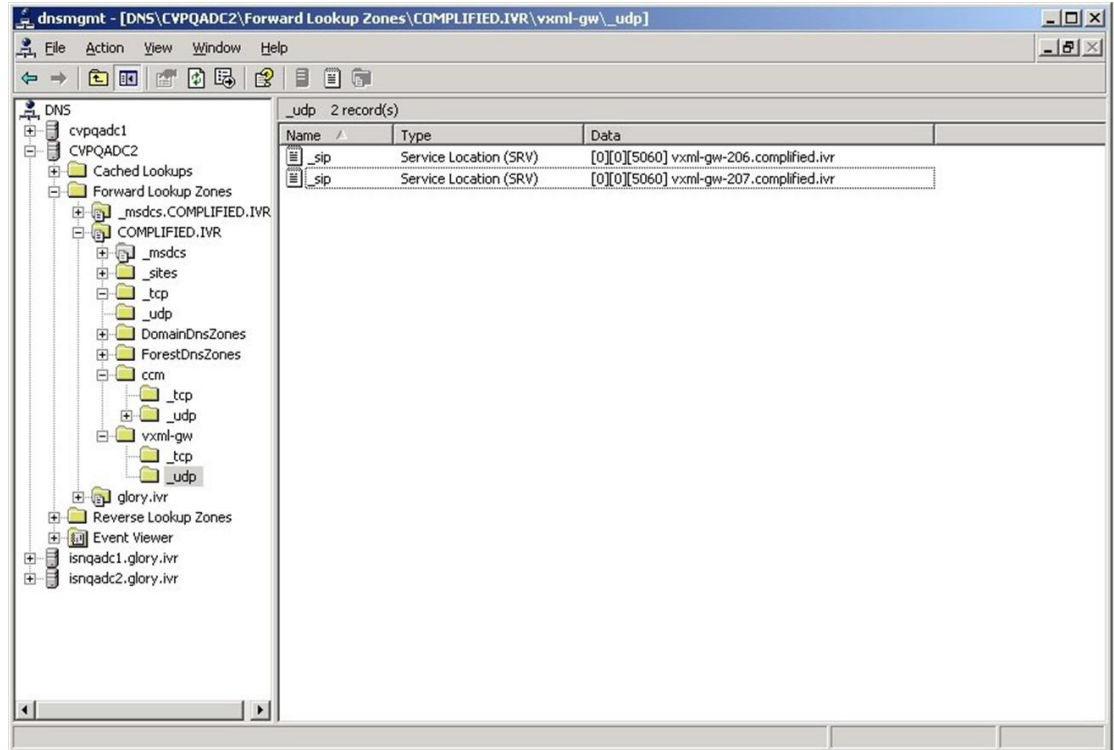 dnsmgmt - [DNS\CVPQADC2\Forward Lookup Zones\COMPLIFIED.IVR\vxml-gw\_udp]
File Action View Window Help
DNS
cvpqadc1
CVPQADC2
Cached Lookups
Forward Lookup Zones
_msdcs.COMPLIFIED.IVR
COMPLIFIED.IVR
_msdcs
_sites
_tcp
_udp
DomainDnsZones
ForestDnsZones
ccm
_tcp
_udp
vxml-gw
_tcp
_udp
glory.ivr
Reverse Lookup Zones
Event Viewer
isnqadc1.glory.ivr
isnqadc2.glory.ivr
_udp 2 record(s)
Name Type Data
_sip Service Location (SRV) [0][0][5060] vxml-gw-206.complified.ivr
_sip Service Location (SRV) [0][0][5060] vxml-gw-207.complified.ivr